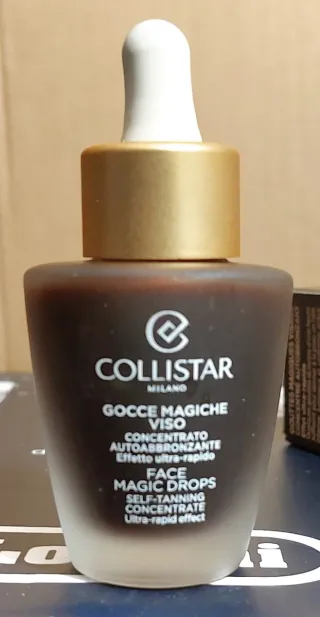 COLLISTAR
MILANO
GOCCE MAGICHE
VISO
CONCENTRATO
AUTOABBRONZANTE
Effetto ultra-rapido
FACE
MAGIC DROPS
SELF-TANNING
CONCENTRATE
Ultra-rapid effect